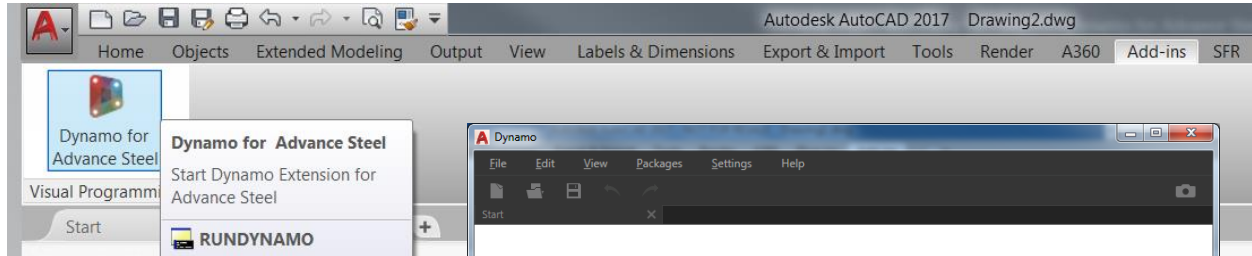 Autodesk AutoCAD 2017 Drawing2.dwg
Home Objects Extended Modeling Output View Labels & Dimensions Export & Import Tools Render A360 Add-ins SFR
Dynamo for
Advance Steel
Visual Programmi
Dynamo for Advance Steel
Start Dynamo Extension for
Advance Steel
RUNDYNAMO
Start
Dynamo
File Edit View Packages Settings Help
Start